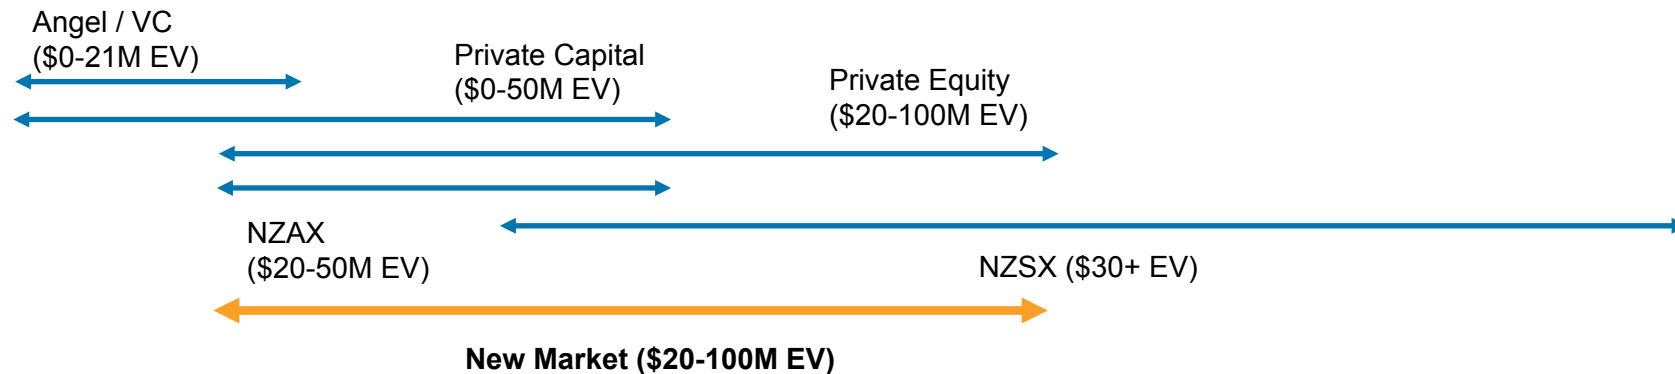 Angel / VC
($0-21M EV)
Private Capital
($0-50M EV)
Private Equity
($20-100M EV)
NZAX
($20-50M EV)
NZSX ($30+ EV)
New Market ($20-100M EV)